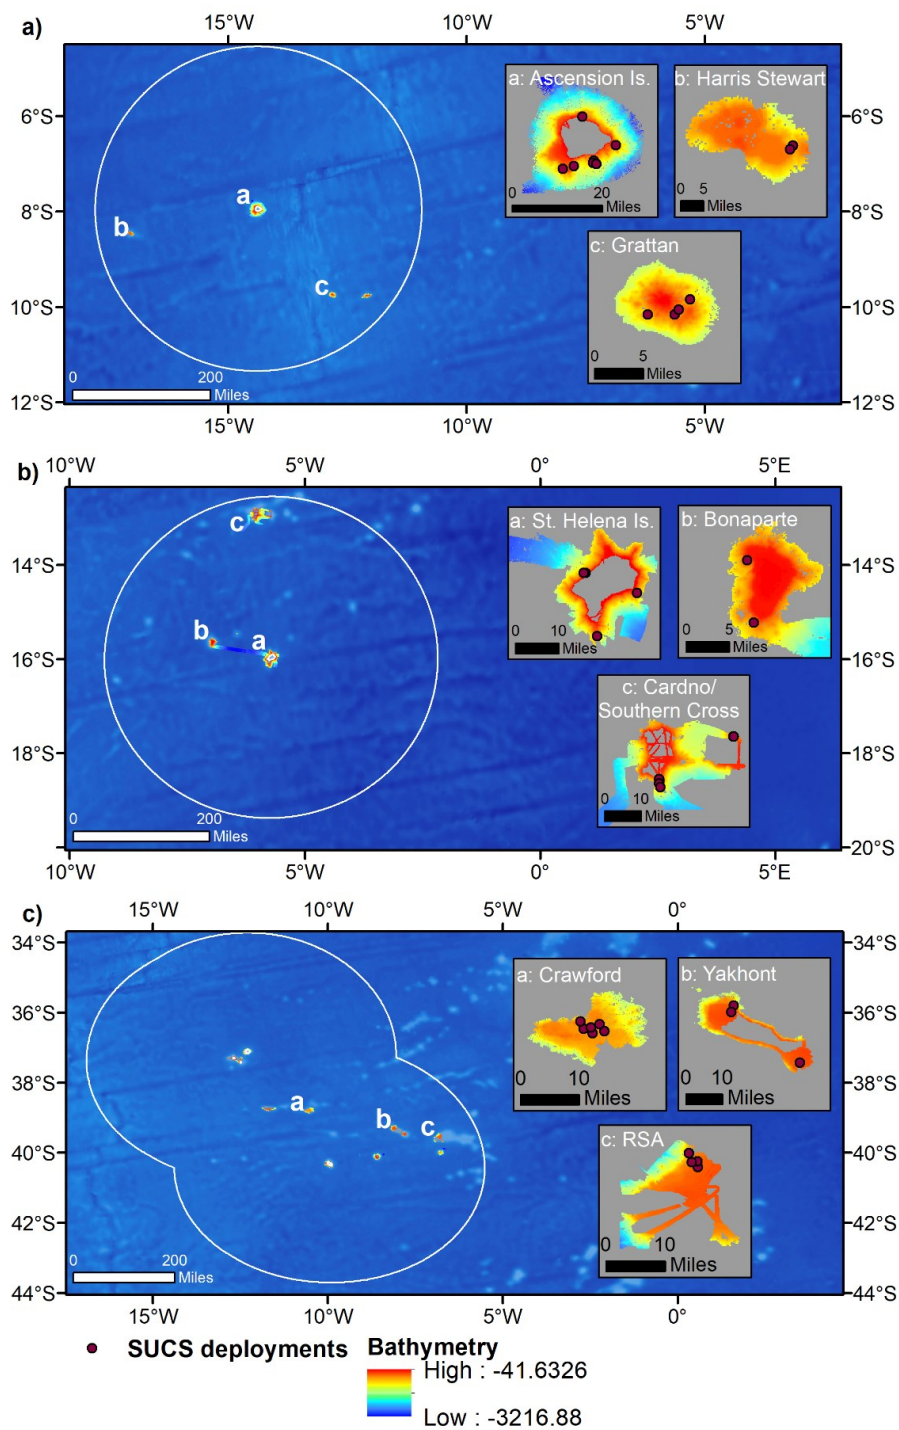 a)
15°W 10°W 5°W
6°S 6°S
8°S 8°S
10°S 10°S
12°S 12°S
a
b
c
a: Ascension Is.
0 20
Miles
b: Harris Stewart
0 5
Miles
c: Grattan
0 5
Miles
0 200
Miles
15°W 10°W 5°W
b)
10°W 5°W 0° 5°E
14°S 14°S
16°S 16°S
18°S 18°S
20°S
c
b
a
a: St. Helena Is.
0 10
Miles
b: Bonaparte
0 5
Miles
c: Cardno/
Southern Cross
0 10
Miles
0 200
Miles
10°W 5°W 0° 5°E
c)
15°W 10°W 5°W 0°
34°S 34°S
36°S 36°S
38°S 38°S
40°S 40°S
42°S 42°S
44°S 44°S
a
b
c
a: Crawford
0 10
Miles
b: Yakhont
0 10
Miles
c: RSA
0 10
Miles
0 200
Miles
15°W 10°W 5°W 0°
SUCS deployments
Bathymetry
High : -41.6326
Low : -3216.88